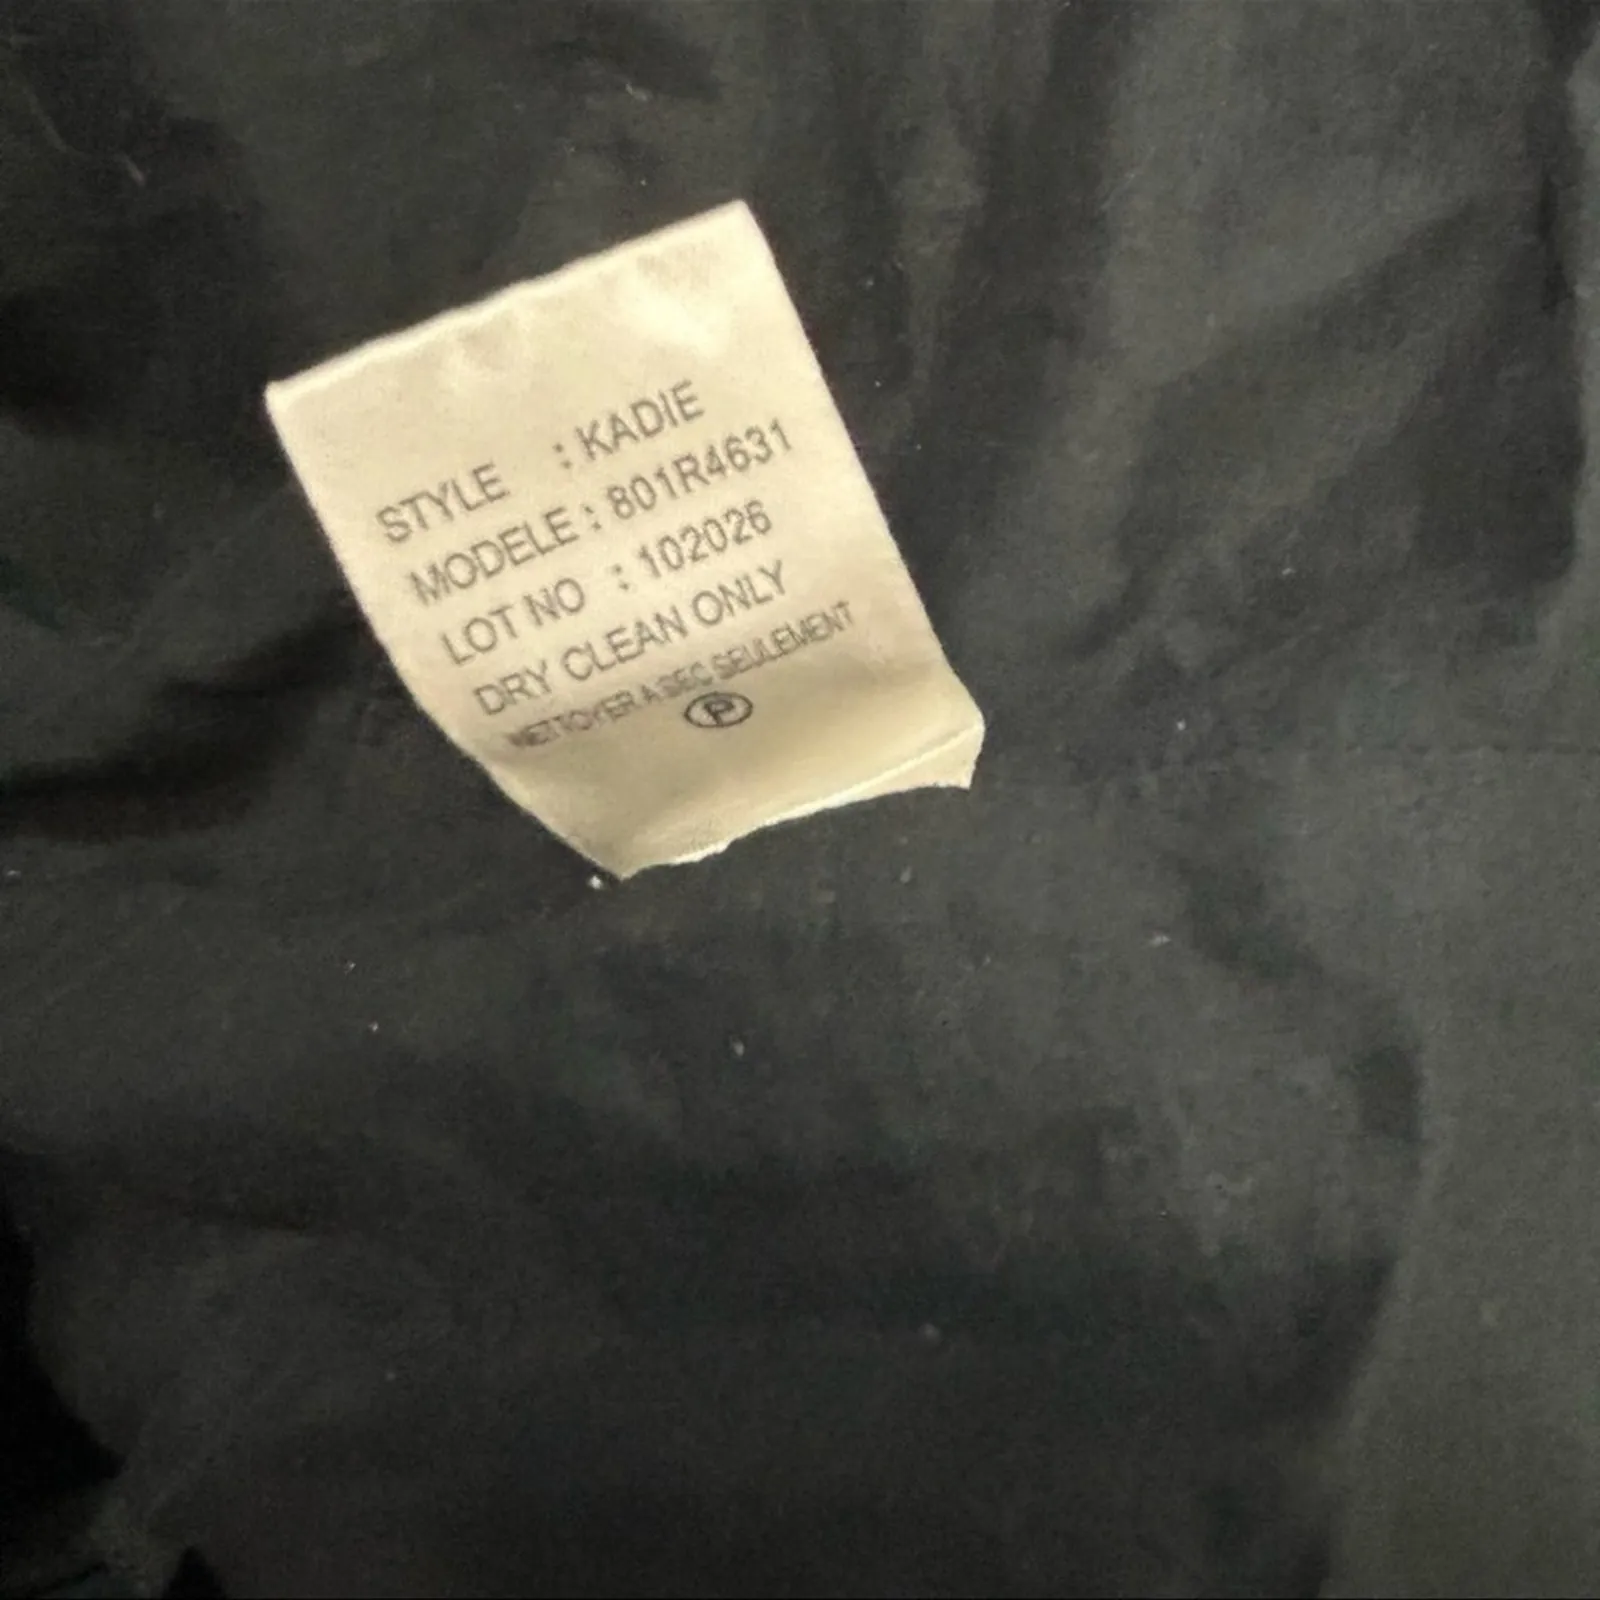 STYLE : KADIE
MODELE : 801R4631
LOT NO : 102026
DRY CLEAN ONLY
NETTOYER A SEC SEULEMENT
P